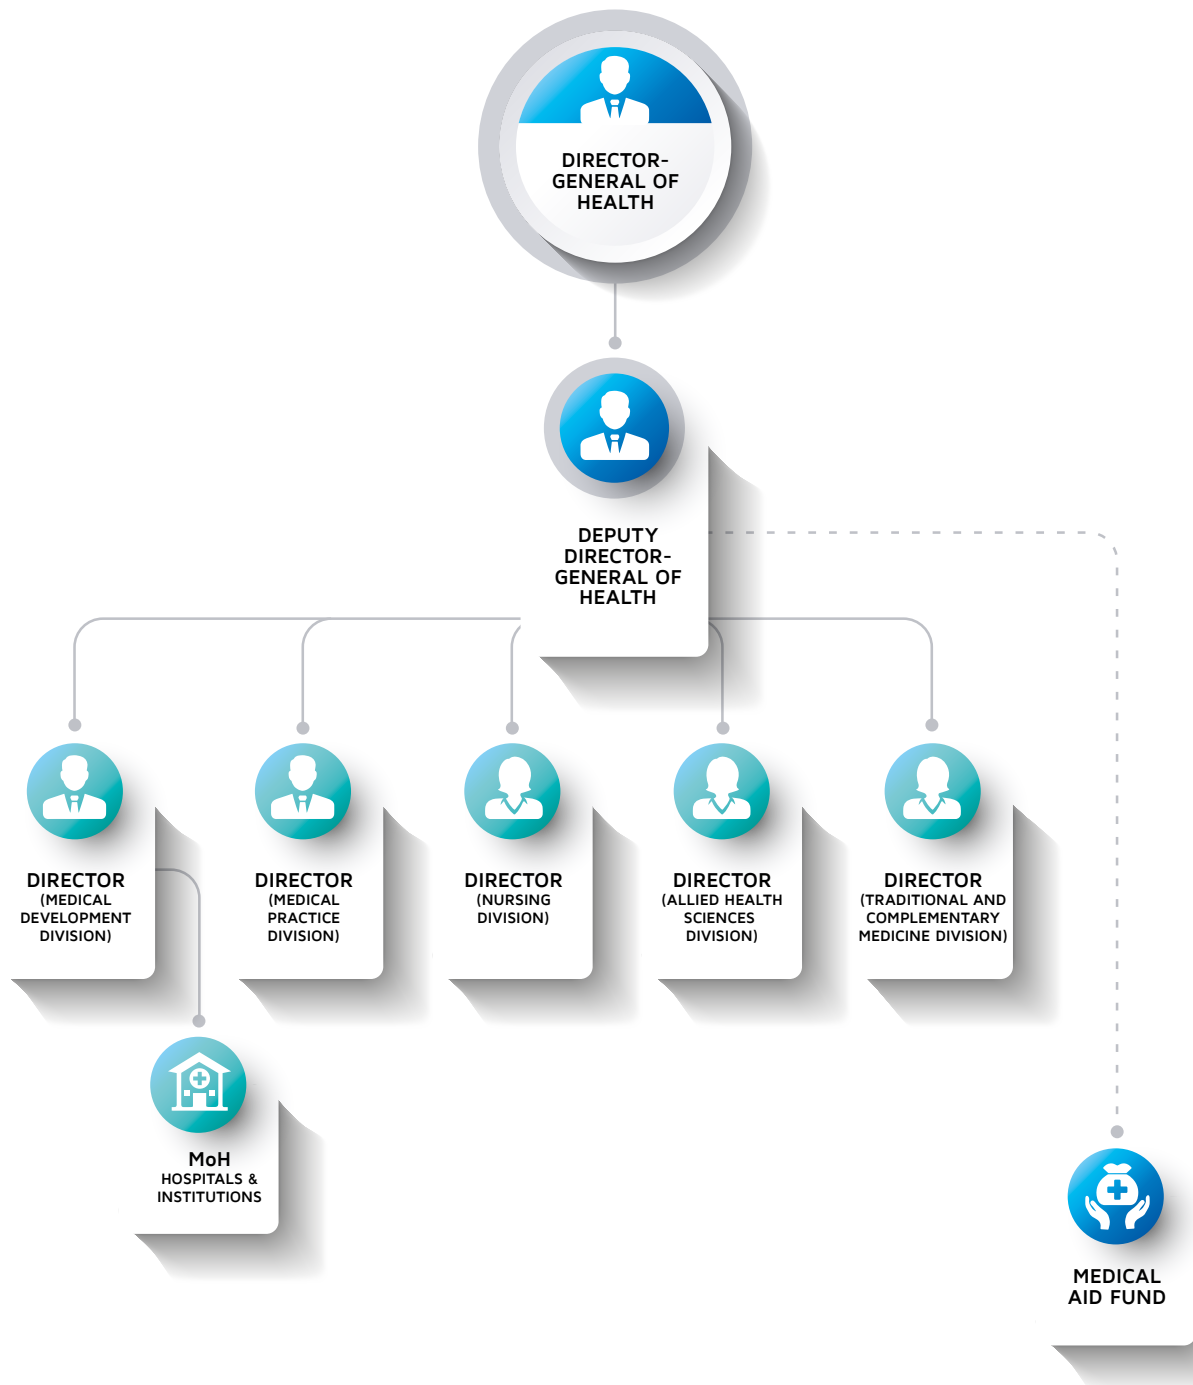 DIRECTOR-
GENERAL OF
HEALTH
DEPUTY
DIRECTOR-
GENERAL OF
HEALTH
DIRECTOR
(MEDICAL
DEVELOPMENT
DIVISION)
DIRECTOR
(MEDICAL
PRACTICE
DIVISION)
DIRECTOR
(NURSING
DIVISION)
DIRECTOR
(ALLIED HEALTH
SCIENCES
DIVISION)
DIRECTOR
(TRADITIONAL AND
COMPLEMENTARY
MEDICINE DIVISION)
MoH
HOSPITALS &
INSTITUTIONS
MEDICAL
AID FUND